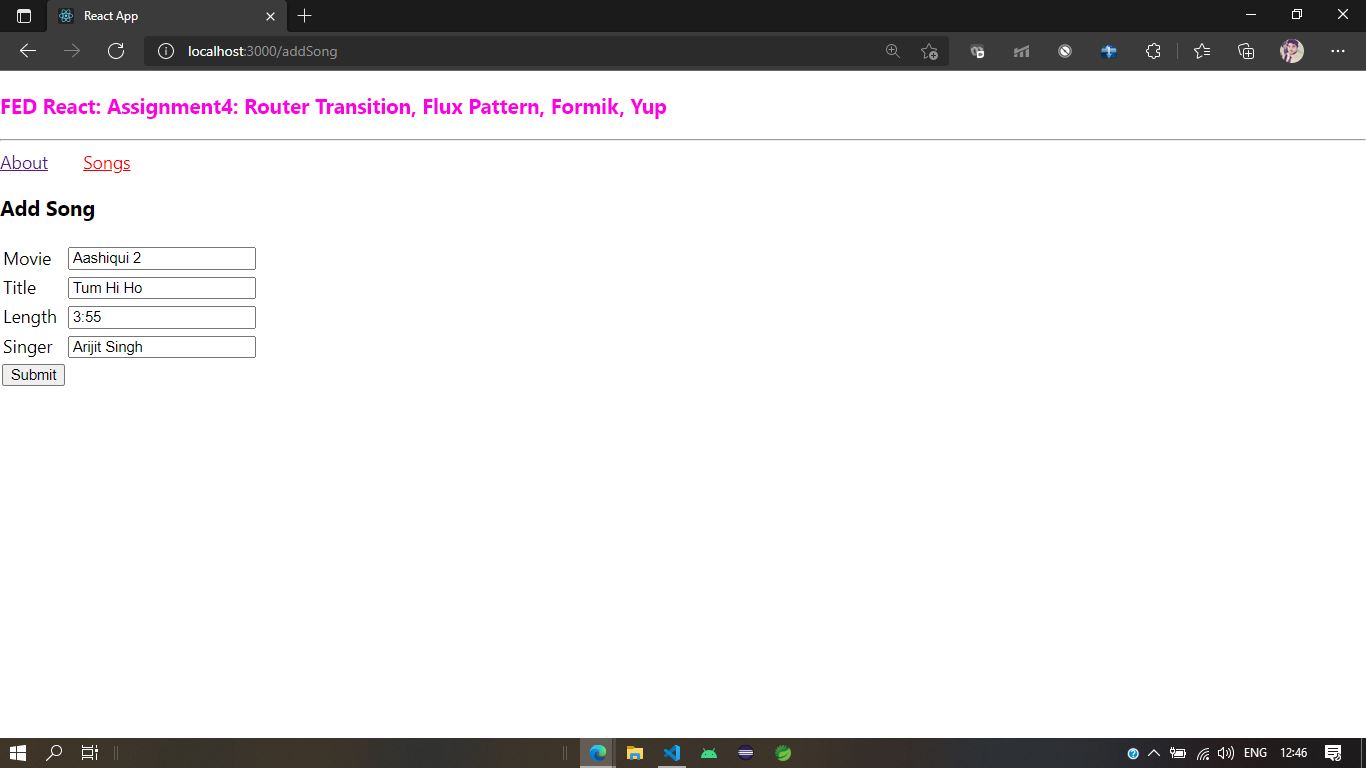 React App
localhost:3000/addSong
FED React: Assignment4: Router Transition, Flux Pattern, Formik, Yup
About Songs
Add Song
Movie Aashiqui 2
Title Tum Hi Ho
Length 3:55
Singer Arijit Singh
Submit
ENG 12:46